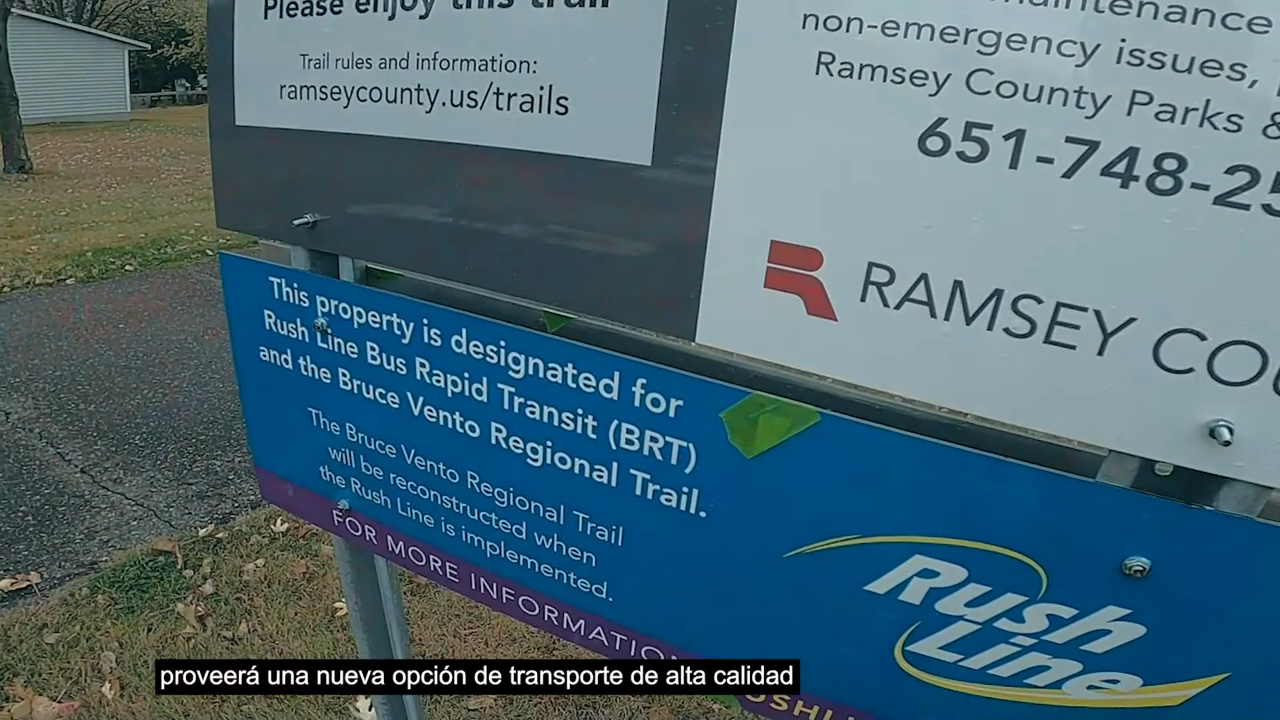 Please enjoy this trail
Trail rules and information:
ramseycounty.us/trails
maintenance
non-emergency issues,
Ramsey County Parks &
651-748-25
RAMSEY COU
This property is designated for
Rush Line Bus Rapid Transit (BRT)
and the Bruce Vento Regional Trail.
The Bruce Vento Regional Trail
will be reconstructed when
the Rush Line is implemented.
FOR MORE INFORMATIO
Rush
Line
proveerá una nueva opción de transporte de alta calidad